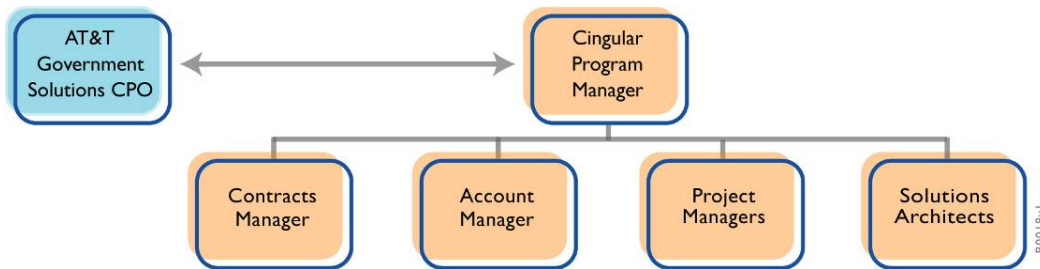 AT&T
Government
Solutions CPO
Cingular
Program
Manager
Contracts
Manager
Account
Manager
Project
Managers
Solutions
Architects